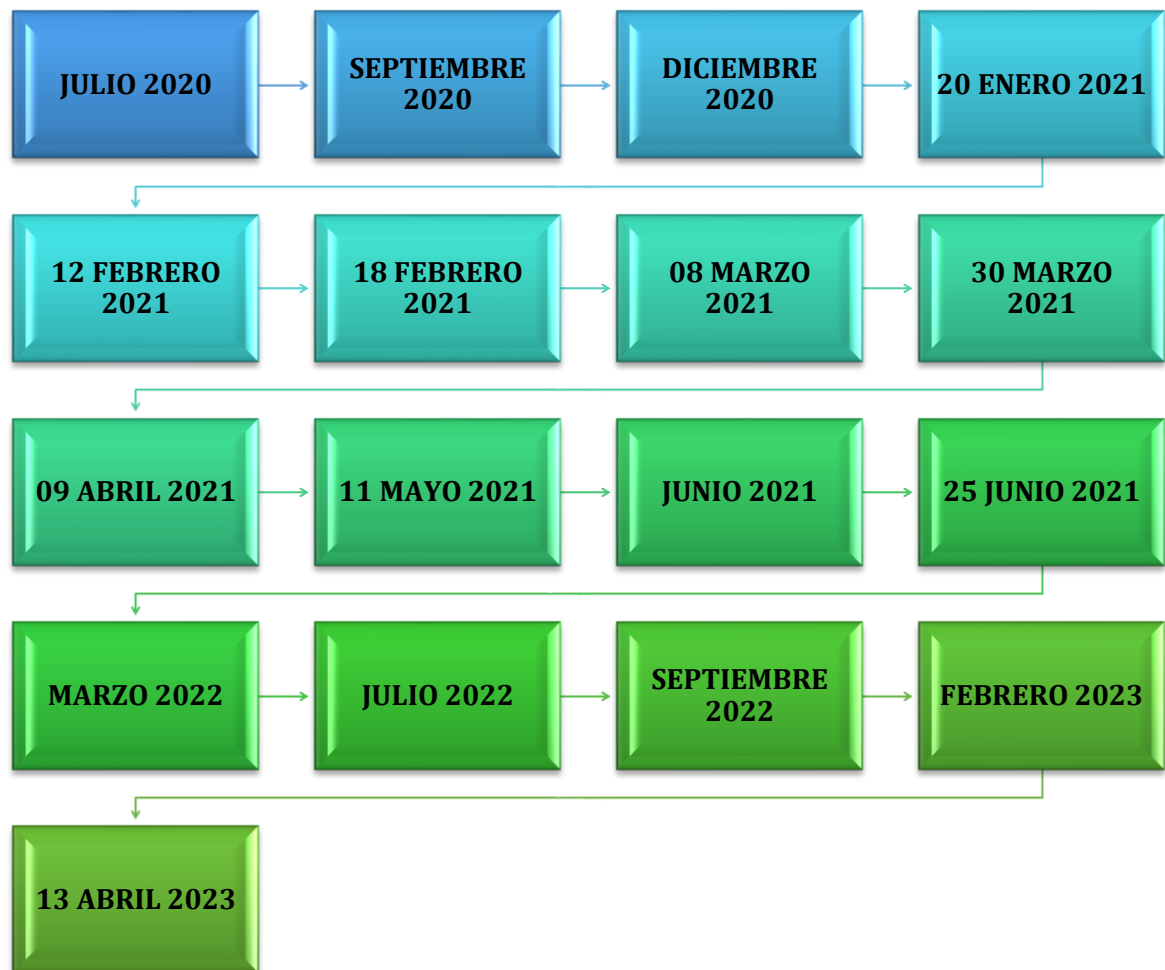 JULIO 2020
SEPTIEMBRE
2020
DICIEMBRE
2020
20 ENERO 2021
12 FEBRERO
2021
18 FEBRERO
2021
08 MARZO
2021
30 MARZO
2021
09 ABRIL 2021
11 MAYO 2021
JUNIO 2021
25 JUNIO 2021
MARZO 2022
JULIO 2022
SEPTIEMBRE
2022
FEBRERO 2023
13 ABRIL 2023